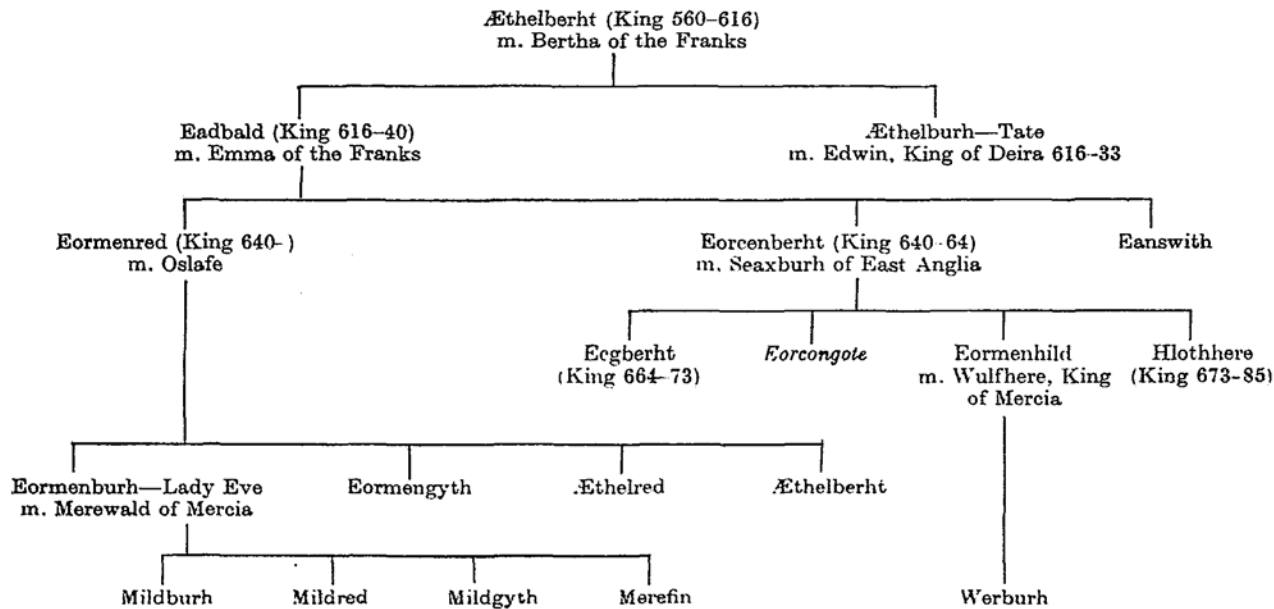 Æthelberht (King 560–616)
m. Bertha of the Franks
Eadbald (King 616–40)
m. Emma of the Franks
Æthelburh—Tate
m. Edwin, King of Deira 616–33
Eormenred (King 640– )
m. Oslafe
Eorcenberht (King 640–64)
m. Seaxburh of East Anglia
Eanswith
Ecgberht
(King 664–73)
Eorcongote
Eormenhild
m. Wulfhere, King
of Mercia
Hlothhere
(King 673–85)
Eormenburh—Lady Eve
m. Merewald of Mercia
Eormengyth
Æthelred
Æthelberht
Mildburh
Mildred
Mildgyth
Merefin
Werburh